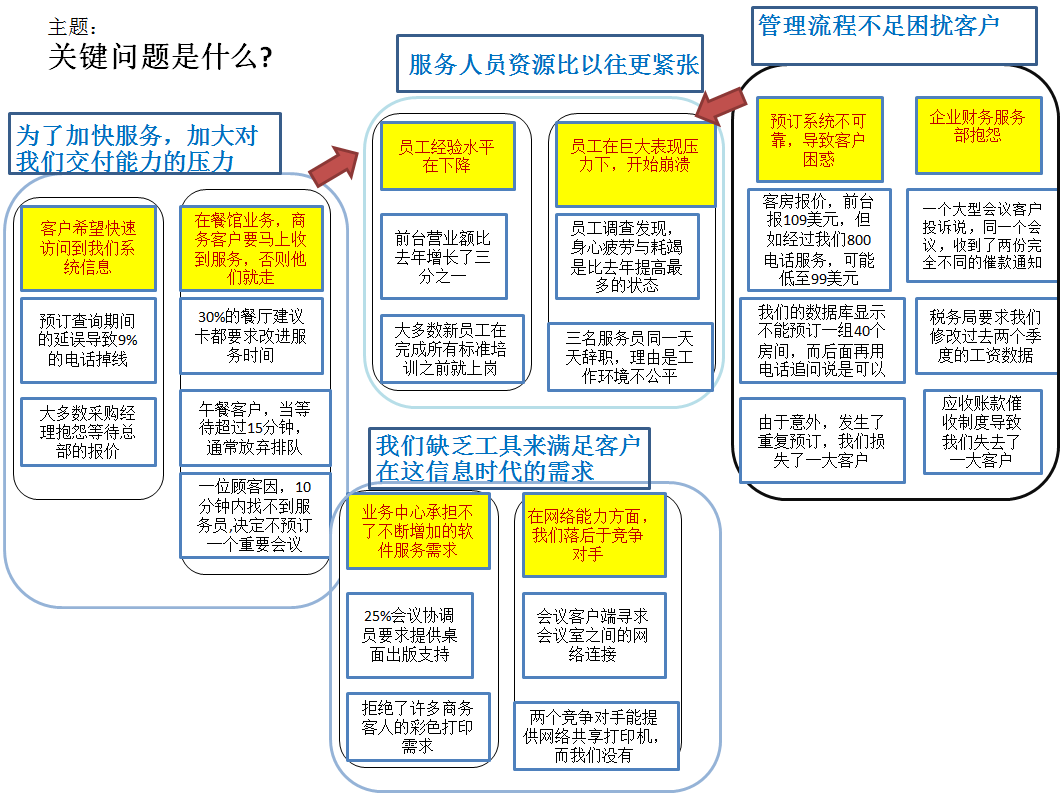 主题：
关键问题是什么?
为了加快服务，加大对
我们交付能力的压力
客户希望快速
访问到我们系
统信息
预订查询期间
的延误导致9%
的电话掉线
大多数采购经
理抱怨等待总
部的报价
在餐馆业务，商
务客户要马上收
到服务，否则他
们就走
30%的餐厅建议
卡都要求改进服
务时间
午餐客户，当等
待超过15分钟，
通常放弃排队
一位顾客因，10
分钟内找不到服
务员,决定不预订
一个重要会议
服务人员资源比以往更紧张
员工经验水平
在下降
前台营业额比
去年增长了三
分之一
大多数新员工在
完成所有标准培
训之前就上岗
员工在巨大表现压
力下，开始崩溃
员工调查发现，
身心疲劳与耗竭
是比去年提高最
多的状态
三名服务员同一天
天辞职，理由是工
作环境不公平
管理流程不足困扰客户
预订系统不可
靠，导致客户
困惑
客房报价，前台
报109美元，但
如经过我们800
电话服务，可能
低至99美元
我们的数据库显示
不能预订一组40个
房间，而后面再用
电话追问说是可以
由于意外，发生了
重复预订，我们损
失了一大客户
企业财务服务
部抱怨
一个大型会议客户
投诉说，同一个会
议，收到了两份完
全不同的催款通知
税务局要求我们
修改过去两个季
度的工资数据
应收账款催
收制度导致
我们失去了
一大客户
我们缺乏工具来满足客户
在这信息时代的需求
业务中心承担不
了不断增加的软
件服务需求
25%会议协调
员要求提供桌
面出版支持
拒绝了许多商务
客人的彩色打印
需求
在网络能力方面，
我们落后于竞争
对手
会议客户端寻求
会议室之间的网
络连接
两个竞争对手能提
供网络共享打印机，
而我们没有